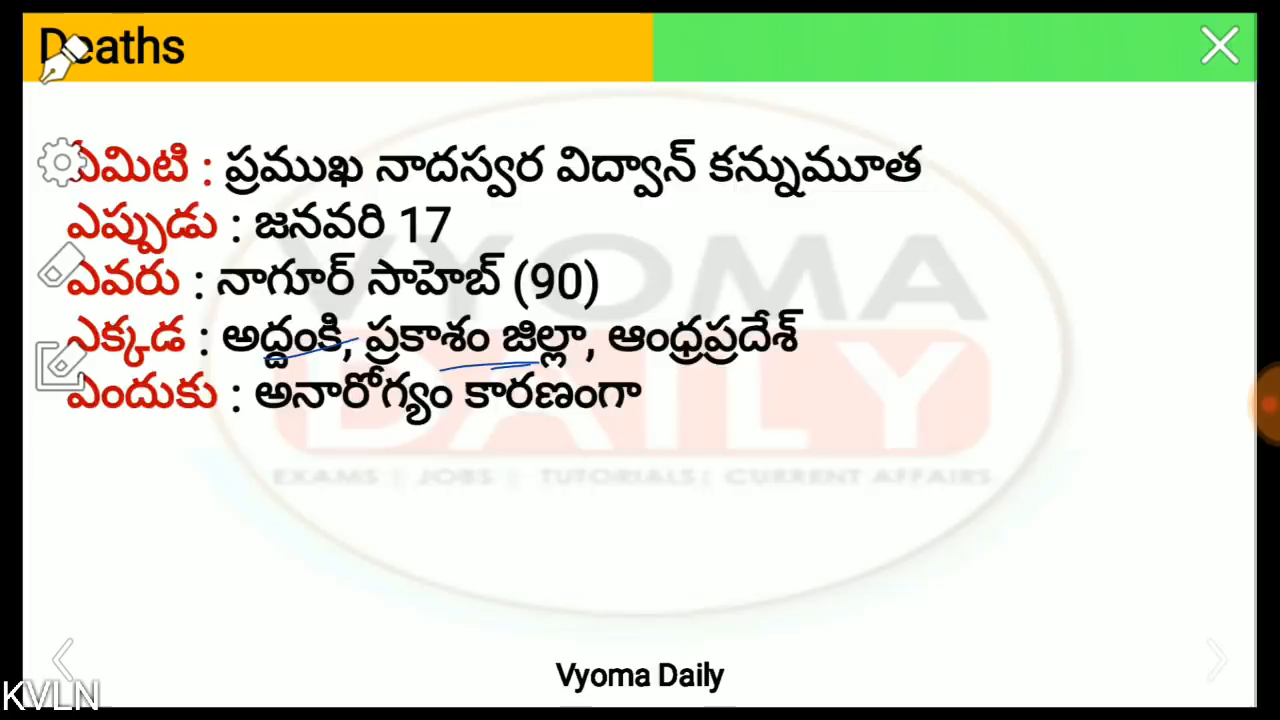 Deaths
ఏమిటి : ప్రముఖ నాదస్వర విద్వాన్ కన్నుమూత
ఎప్పుడు : జనవరి 17
ఎవరు : నాగూర్ సాహెబ్ (90)
ఎక్కడ : అద్దంకి, ప్రకాశం జిల్లా, ఆంధ్రప్రదేశ్
ఎందుకు : అనారోగ్యం కారణంగా
VYOMA
DAILY
EXAMS | JOBS | TUTORIALS | CURRENT AFFAIRS
Vyoma Daily
KVLN